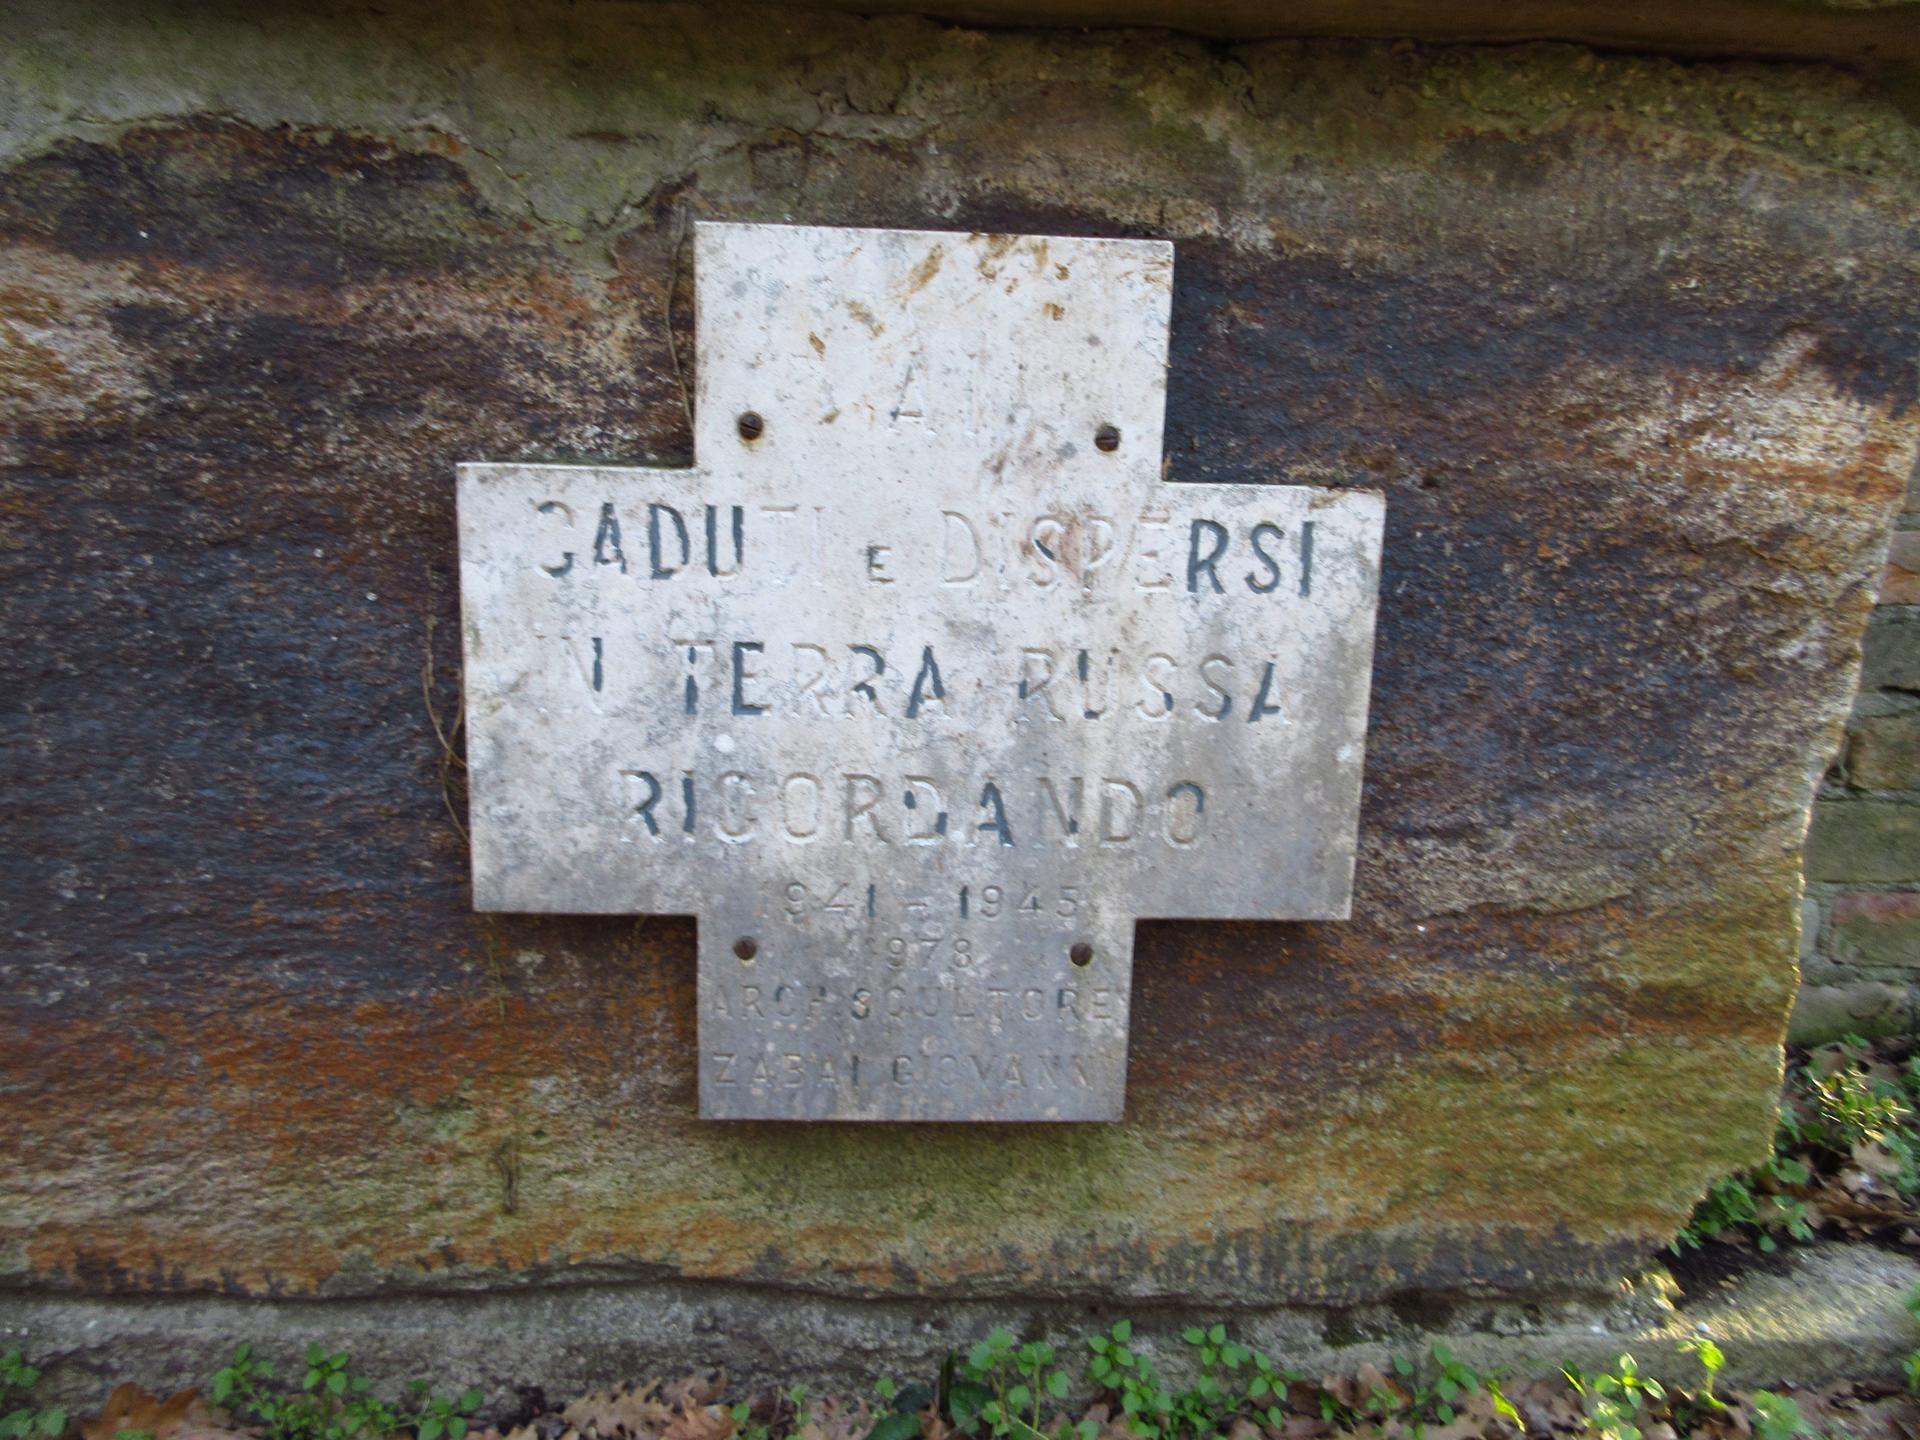 AI
CADUTI E DISPERSI
IN TERRA RUSSA
RICORDANDO
1941 - 1945
1978
ARCH. SCULTORE
ZABAI GIOVANNI